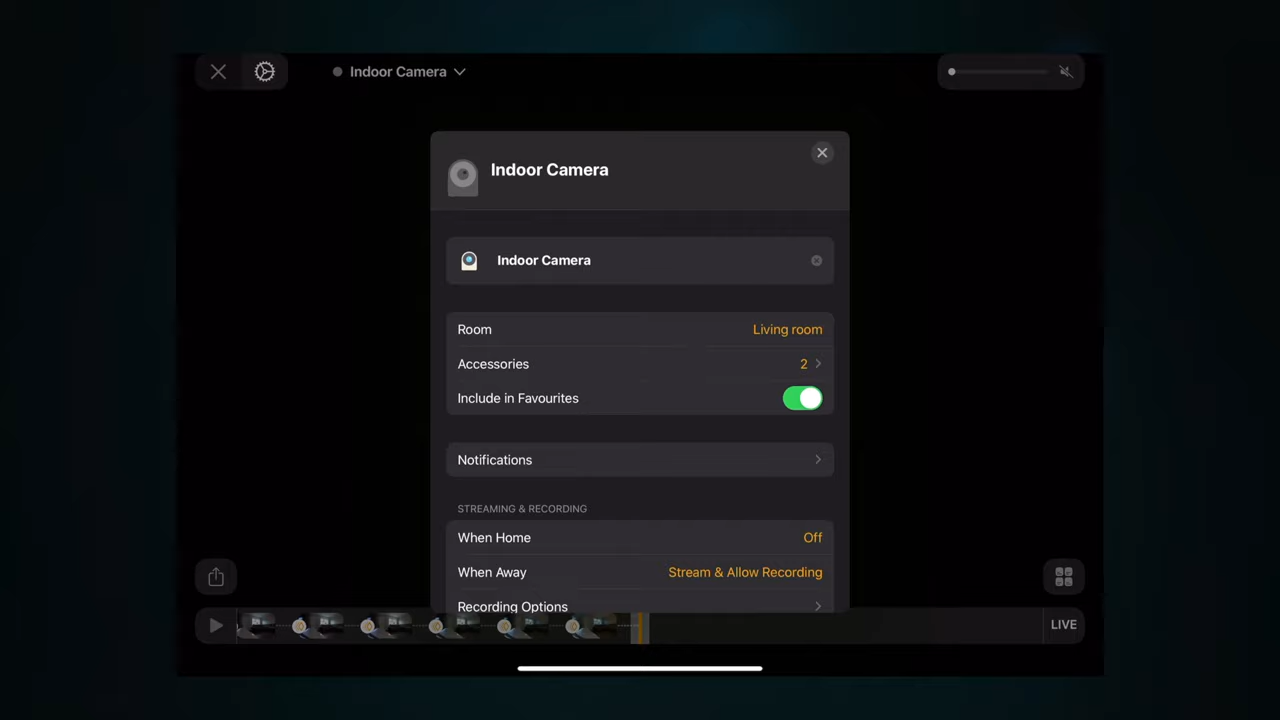 Indoor Camera
Indoor Camera
Indoor Camera
Room Living room
Accessories 2
Include in Favourites
Notifications
STREAMING & RECORDING
When Home Off
When Away Stream & Allow Recording
Recording Options
LIVE